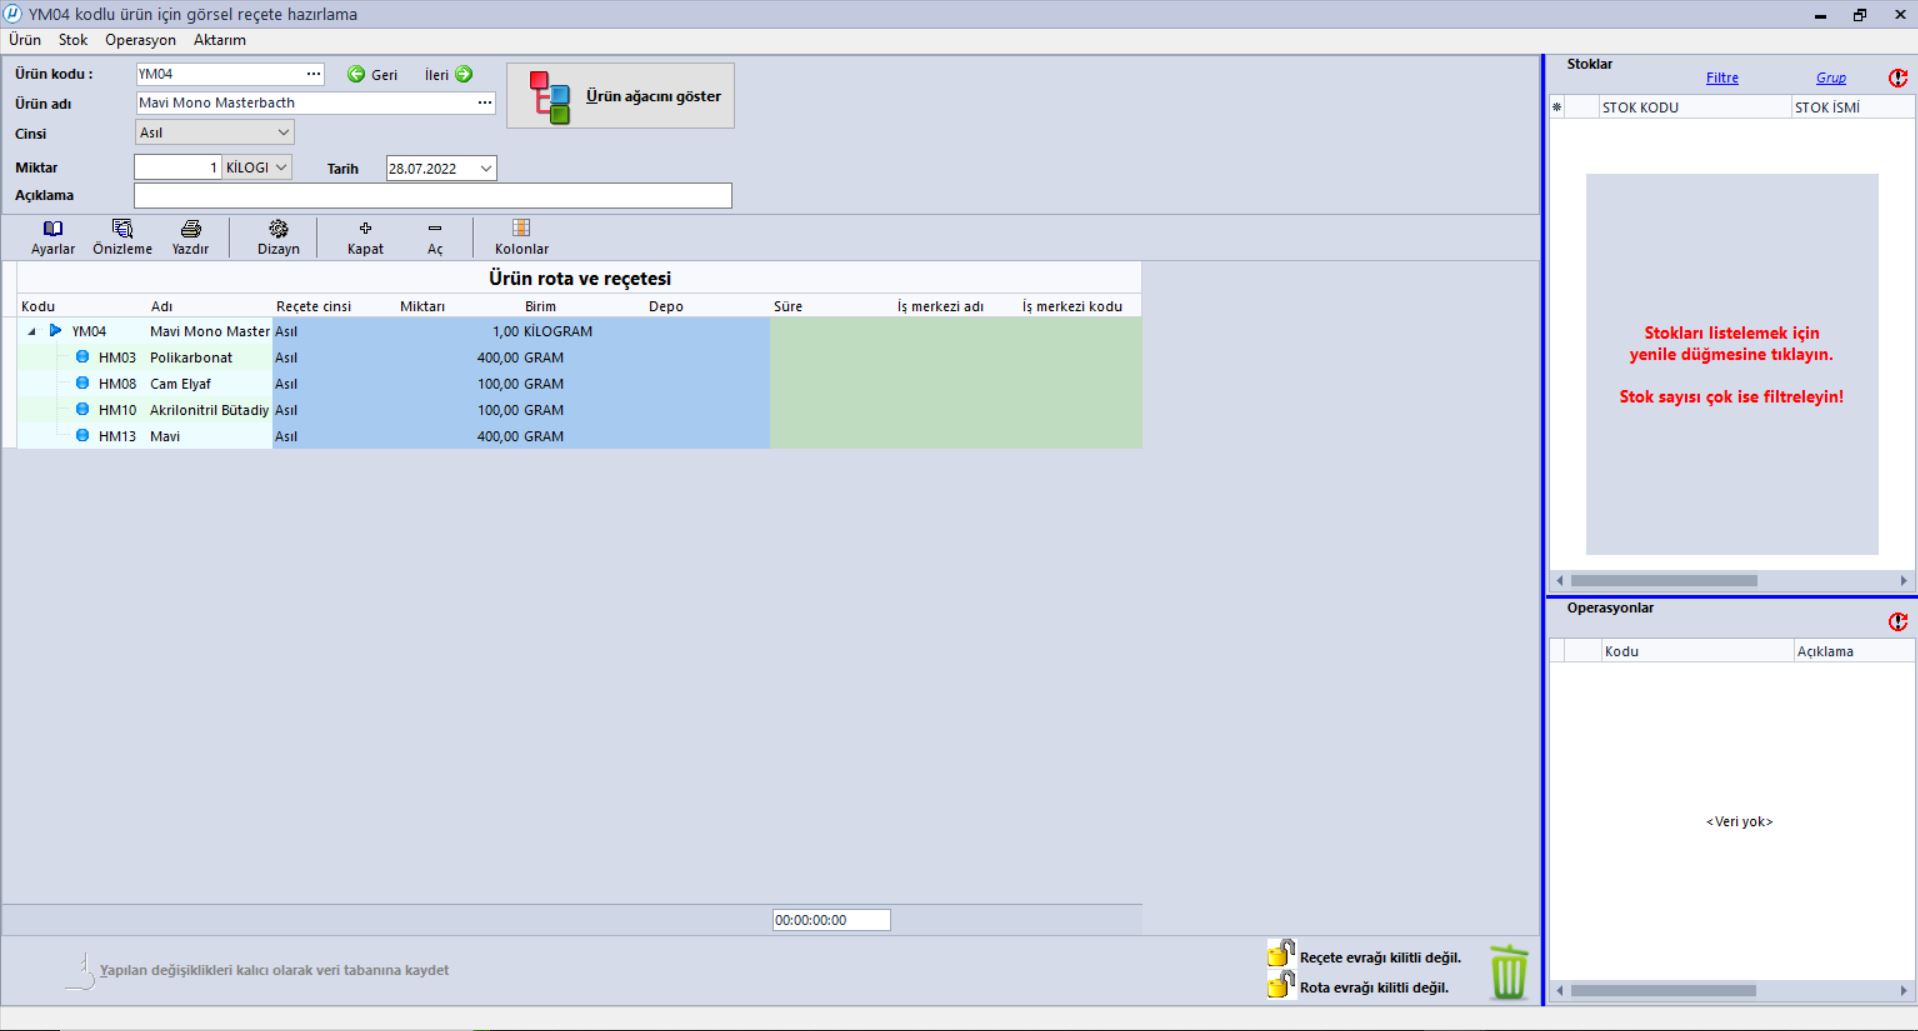 YM04 kodlu ürün için görsel reçete hazırlama
Ürün Stok Operasyon Aktarım
Ürün kodu : YM04 ... Geri İleri
Ürün adı Mavi Mono Masterbacth ...
Ürün ağacını göster
Cinsi Asıl
Miktar 1 KİLOGI Tarih 28.07.2022
Açıklama
Ayarlar Önizleme Yazdır Dizayn Kapat Aç Kolonlar
Ürün rota ve reçetesi
Kodu Adı Reçete cinsi Miktarı Birim Depo Süre İş merkezi adı İş merkezi kodu
YM04 Mavi Mono Master Asıl 1,00 KİLOGRAM
HM03 Polikarbonat Asıl 400,00 GRAM
HM08 Cam Elyaf Asıl 100,00 GRAM
HM10 Akrilonitril Bütadiy Asıl 100,00 GRAM
HM13 Mavi Asıl 400,00 GRAM
00:00:00:00
Yapılan değişiklikleri kalıcı olarak veri tabanına kaydet
Reçete evrağı kilitli değil.
Rota evrağı kilitli değil.
Stoklar
Filtre Grup
STOK KODU STOK İSMİ
Stokları listelemek için
yenile düğmesine tıklayın.
Stok sayısı çok ise filtreleyin!
Operasyonlar
Kodu Açıklama
<Veri yok>